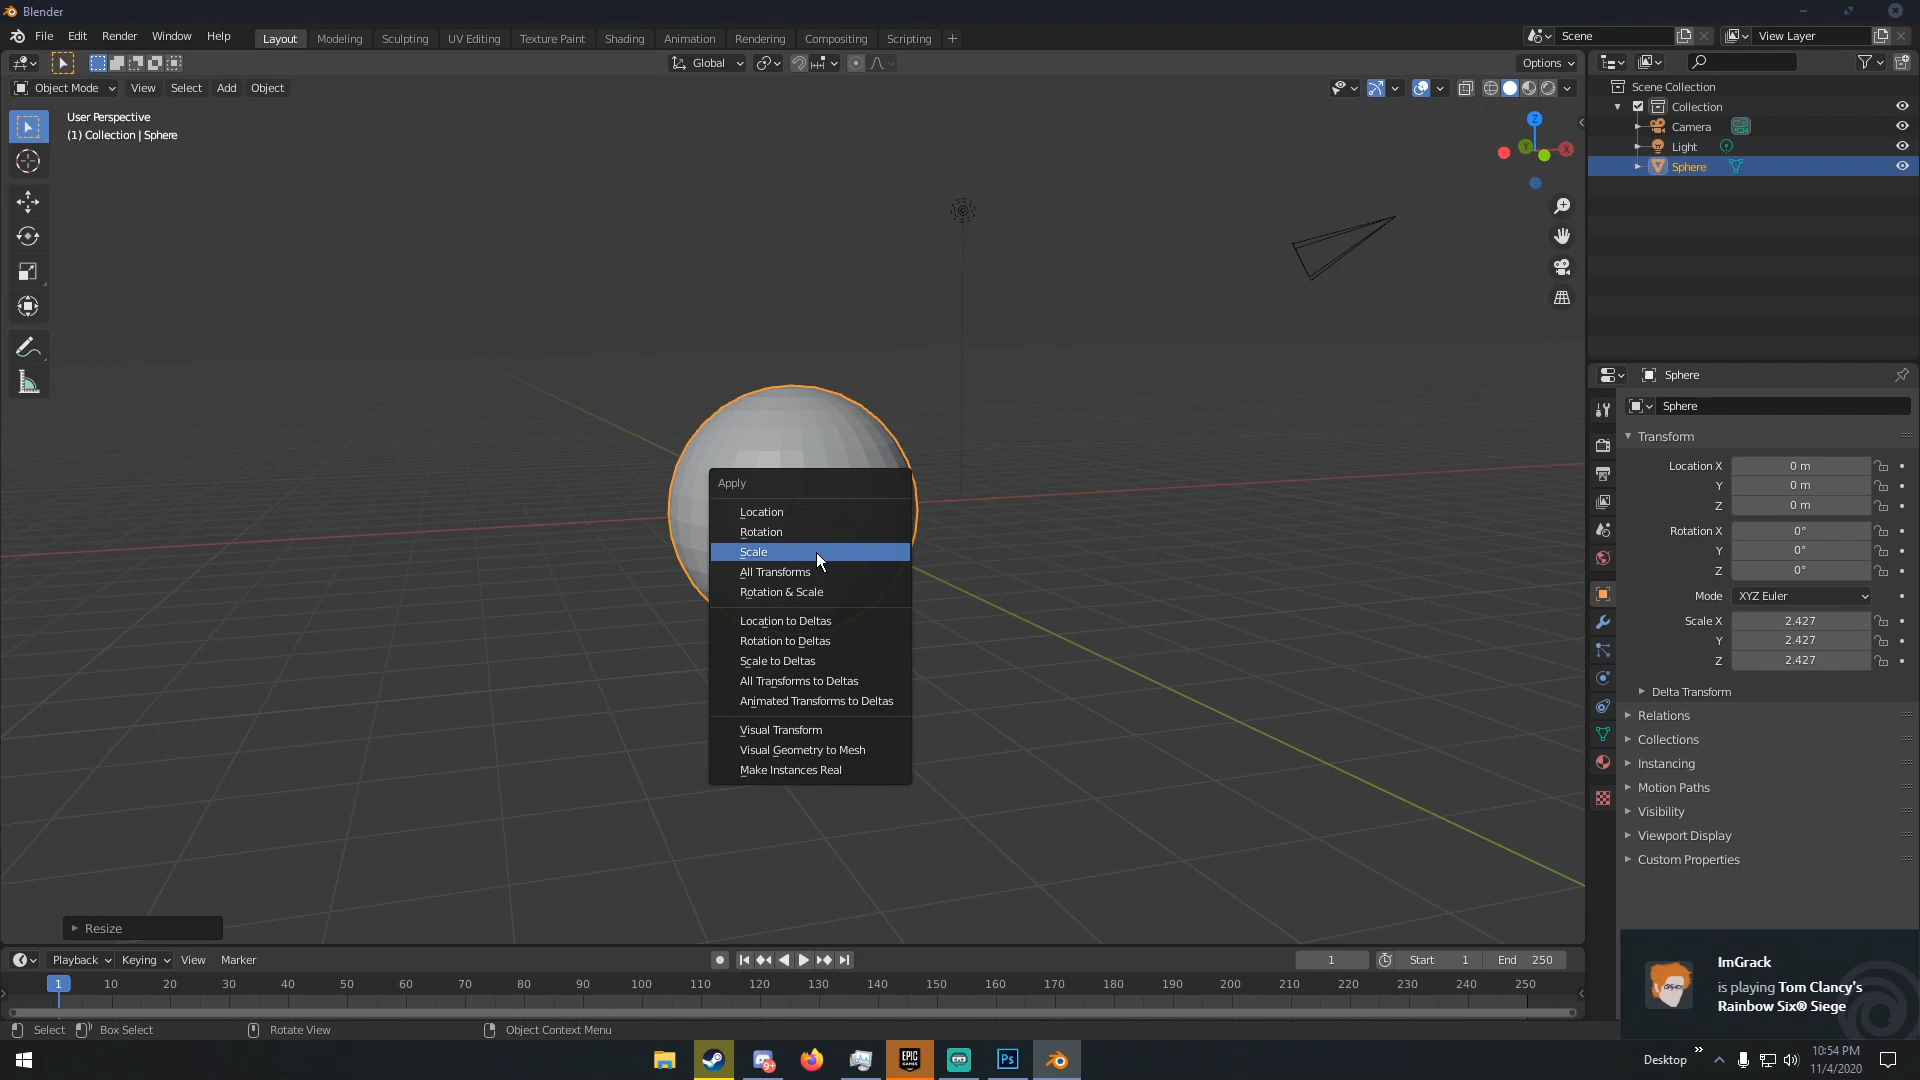 Blender
File Edit Render Window Help
Layout Modeling Sculpting UV Editing Texture Paint Shading Animation Rendering Compositing Scripting
Scene
View Layer
Global
Options
Object Mode View Select Add Object
User Perspective
(1) Collection | Sphere
Z
Y
X
Scene Collection
Collection
Camera
Light
Sphere
Apply
Location
Rotation
Scale
All Transforms
Rotation & Scale
Location to Deltas
Rotation to Deltas
Scale to Deltas
All Transforms to Deltas
Animated Transforms to Deltas
Visual Transform
Visual Geometry to Mesh
Make Instances Real
Sphere
Sphere
Transform
Location X 0 m
Y 0 m
Z 0 m
Rotation X 0°
Y 0°
Z 0°
Mode XYZ Euler
Scale X 2.427
Y 2.427
Z 2.427
Delta Transform
Relations
Collections
Instancing
Motion Paths
Visibility
Viewport Display
Custom Properties
Resize
Playback Keying View Marker
1
Start 1
End 250
1 10 20 30 40 50 60 70 80 90 100 110 120 130 140 150 160 170 180 190 200 210 220 230 240 250
Select Box Select Rotate View Object Context Menu
ImGrack
is playing Tom Clancy's
Rainbow Six® Siege
9+
EPIC
GAMES
Ps
Desktop
10:54 PM
11/4/2020